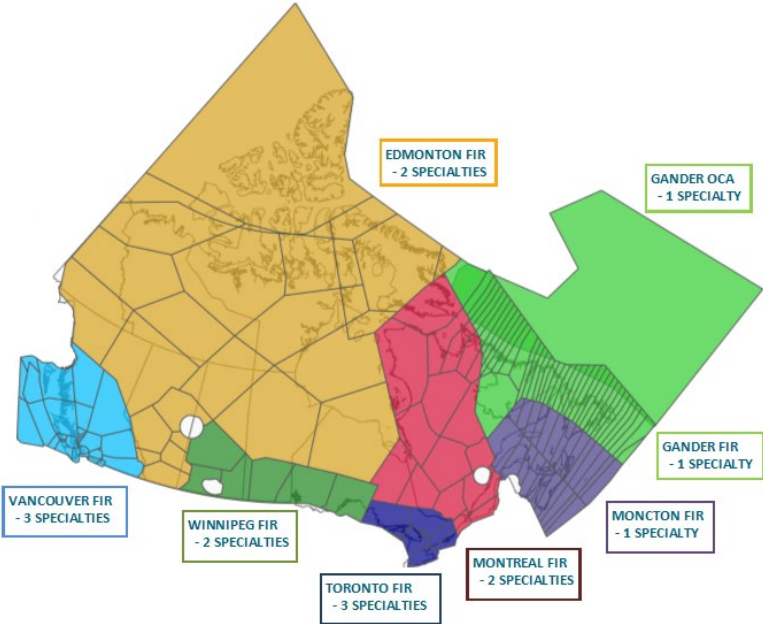 EDMONTON FIR
- 2 SPECIALTIES
GANDER OCA
- 1 SPECIALTY
GANDER FIR
- 1 SPECIALTY
VANCOUVER FIR
- 3 SPECIALTIES
WINNIPEG FIR
- 2 SPECIALTIES
MONCTON FIR
- 1 SPECIALTY
MONTREAL FIR
- 2 SPECIALTIES
TORONTO FIR
- 3 SPECIALTIES